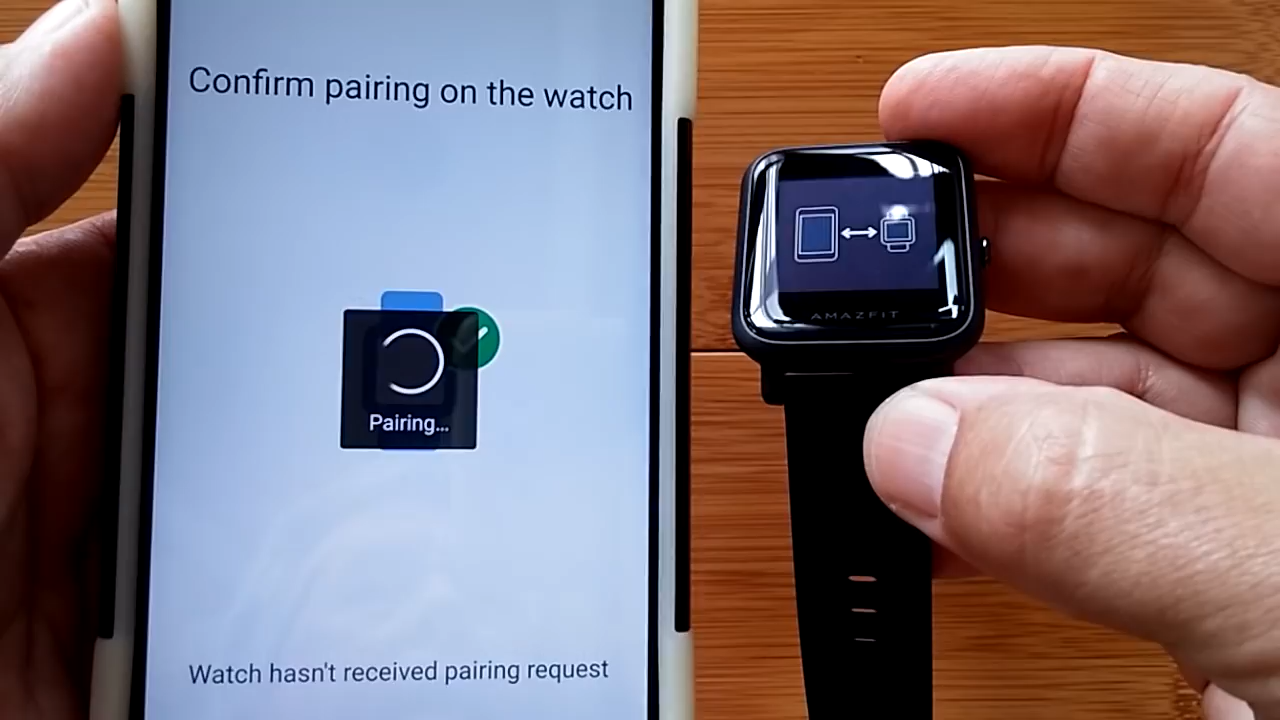 Confirm pairing on the watch
Pairing...
Watch hasn't received pairing request
AMAZFIT